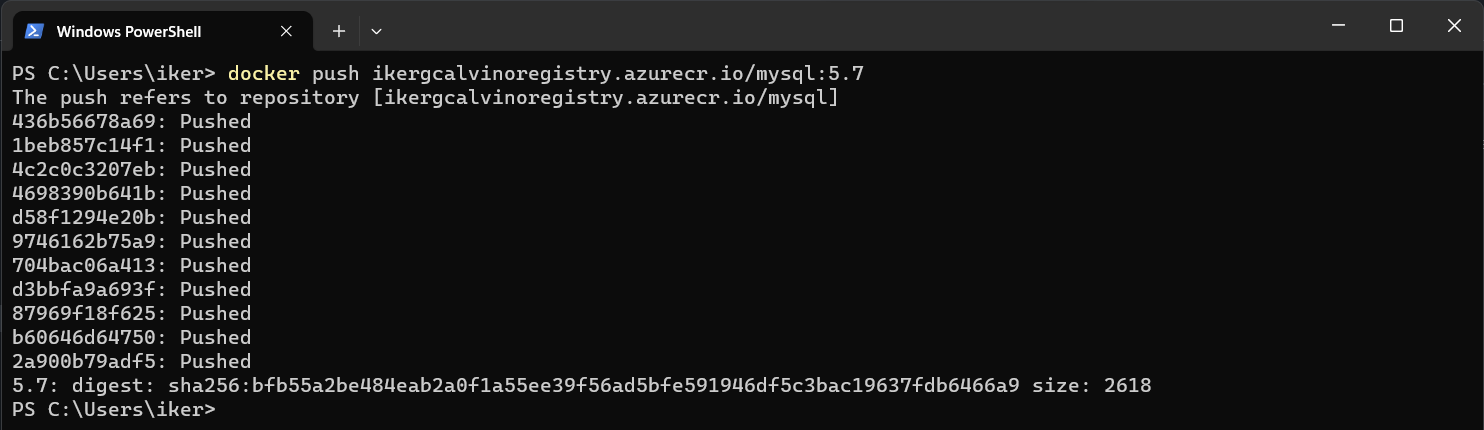 Windows PowerShell
PS C:\Users\iker> docker push ikergcalvinoregistry.azurecr.io/mysql:5.7
The push refers to repository [ikergcalvinoregistry.azurecr.io/mysql]
436b56678a69: Pushed
1beb857c14f1: Pushed
4c2c0c3207eb: Pushed
4698390b641b: Pushed
d58f1294e20b: Pushed
9746162b75a9: Pushed
704bac06a413: Pushed
d3bbfa9a693f: Pushed
87969f18f625: Pushed
b60646d64750: Pushed
2a900b79adf5: Pushed
5.7: digest: sha256:bfb55a2be484eab2a0f1a55ee39f56ad5bfe591946df5c3bac19637fdb6466a9 size: 2618
PS C:\Users\iker>